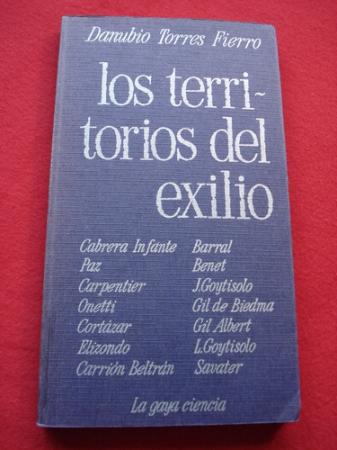 Danubio Torres Fierro
los terri-
torios del
exilio
Cabrera Infante
Paz
Carpentier
Onetti
Cortázar
Elizondo
Carrión Beltrán
Barral
Benet
J.Goytisolo
Gil de Biedma
Gil Albert
L.Goytisolo
Savater
La gaya ciencia